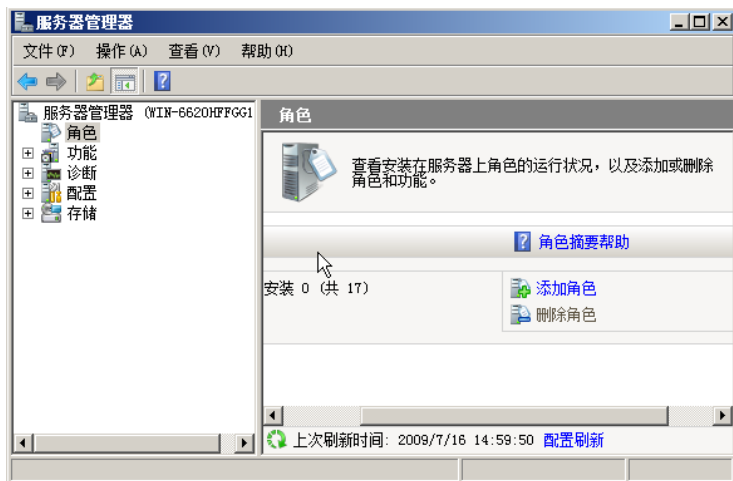 服务器管理器
文件(F) 操作(A) 查看(V) 帮助(H)
服务器管理器 (WIN-6620HFFGG1
角色
功能
诊断
配置
存储
角色
查看安装在服务器上角色的运行状况，以及添加或删除
角色和功能。
角色摘要帮助
安装 0 (共 17)
添加角色
删除角色
上次刷新时间: 2009/7/16 14:59:50 配置刷新